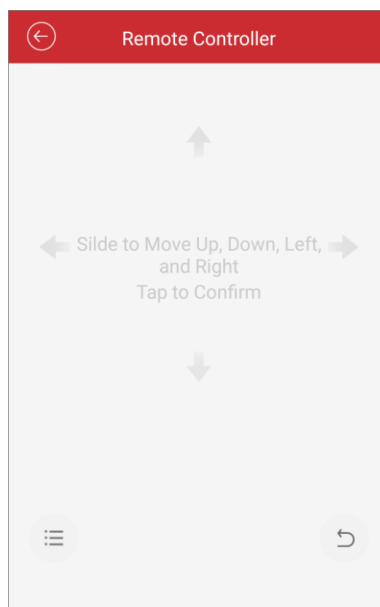 Remote Controller
Silde to Move Up, Down, Left,
and Right
Tap to Confirm